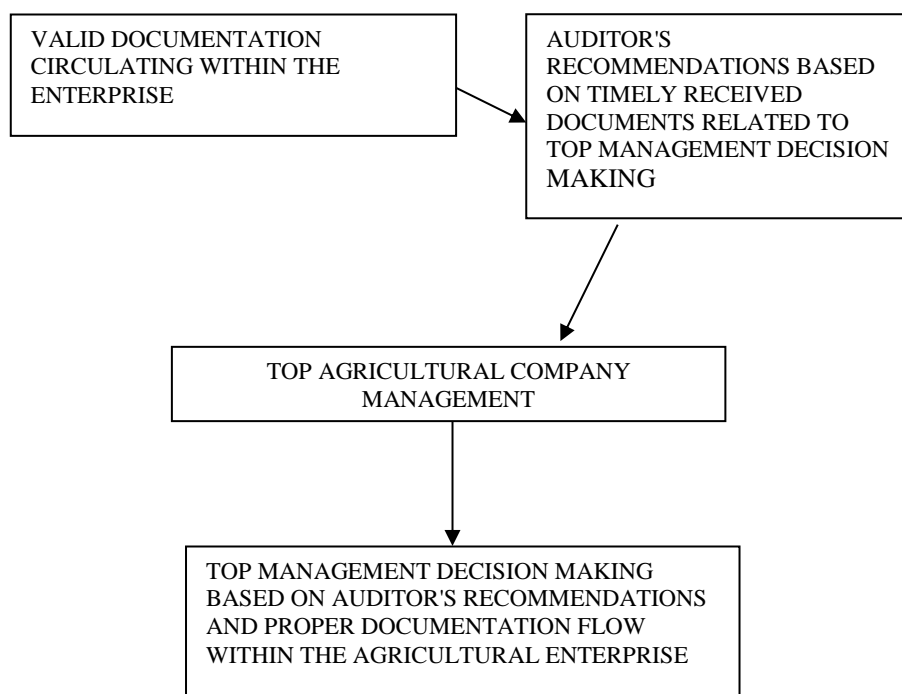 VALID DOCUMENTATION
CIRCULATING WITHIN THE
ENTERPRISE
AUDITOR'S
RECOMMENDATIONS BASED
ON TIMELY RECEIVED
DOCUMENTS RELATED TO
TOP MANAGEMENT DECISION
MAKING
TOP AGRICULTURAL COMPANY
MANAGEMENT
TOP MANAGEMENT DECISION MAKING
BASED ON AUDITOR'S RECOMMENDATIONS
AND PROPER DOCUMENTATION FLOW
WITHIN THE AGRICULTURAL ENTERPRISE